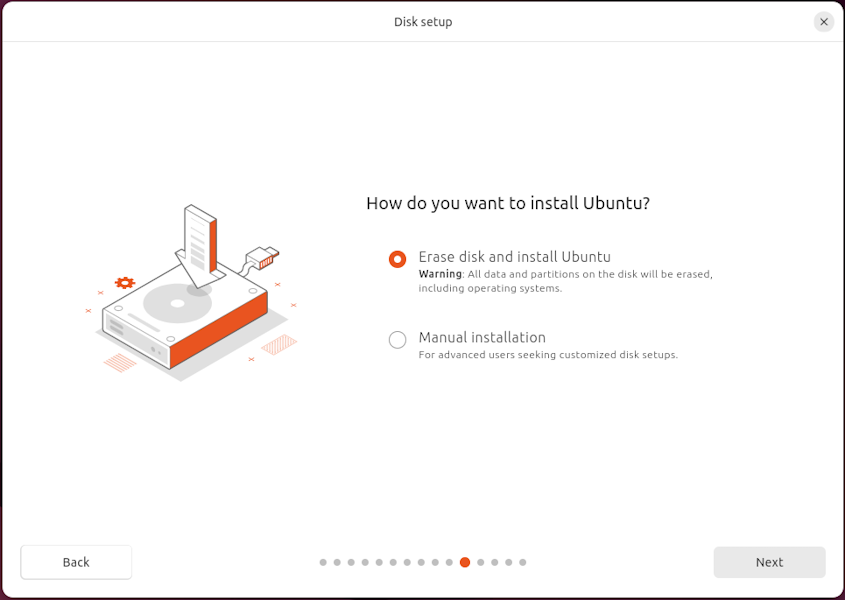 Disk setup
How do you want to install Ubuntu?
Erase disk and install Ubuntu
Warning: All data and partitions on the disk will be erased,
including operating systems.
Manual installation
For advanced users seeking customized disk setups.
Back
Next